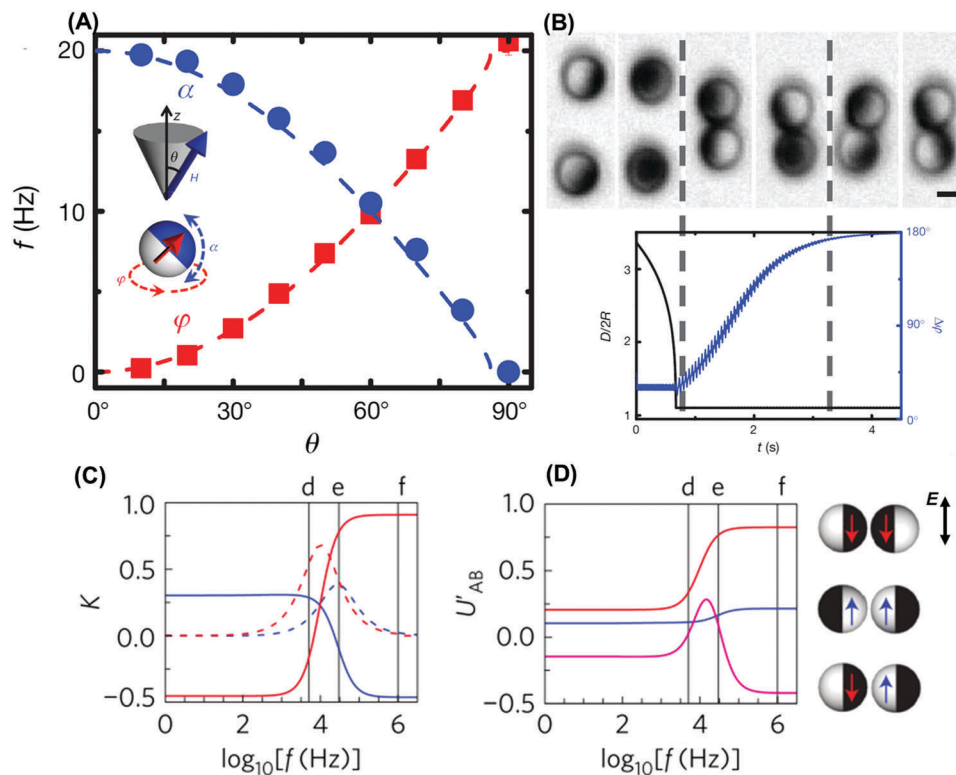 (A)
20
10
0
f (Hz)
α
z
θ
H
α
φ
φ
0°
30°
60°
90°
θ
(B)
3
2
1
D/2R
180°
90°
0°
Δφ
0
2
4
t (s)
(C)
d
e
f
1.0
0.5
0.0
-0.5
K
0
2
4
6
log10[f (Hz)]
(D)
d
e
f
1.0
0.5
0.0
-0.5
U'AB
0
2
4
6
log10[f (Hz)]
E